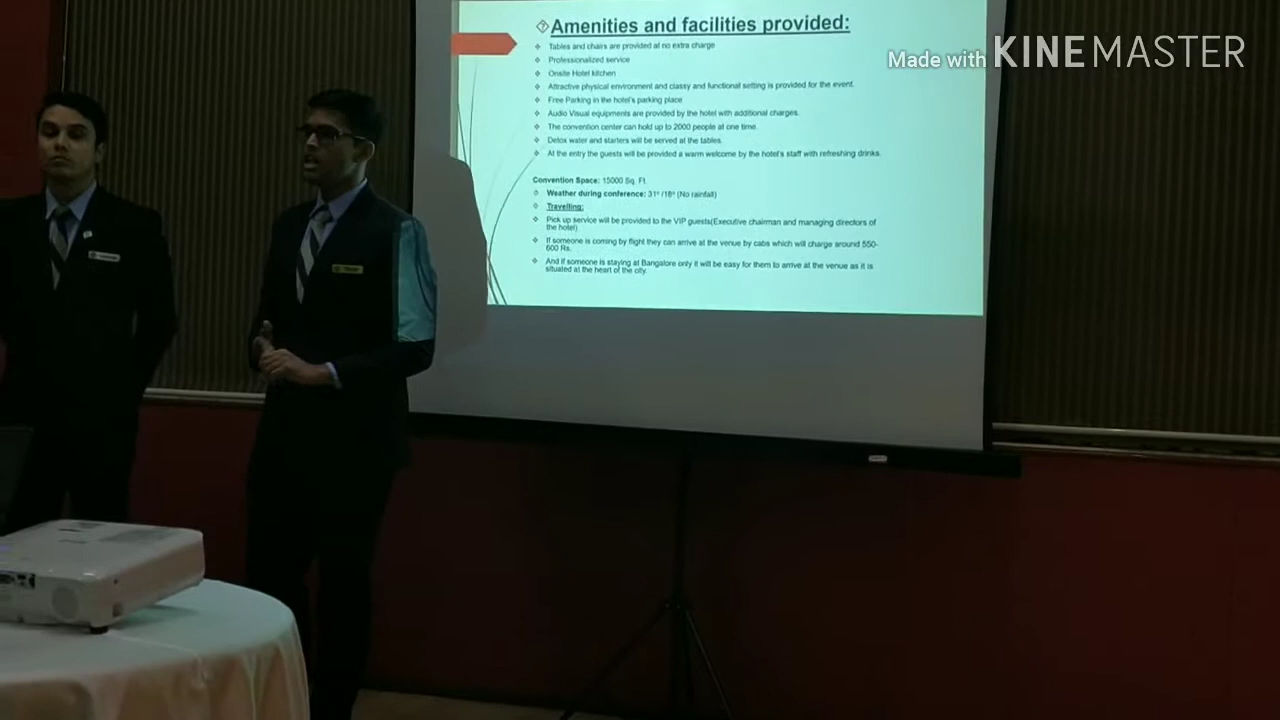 Amenities and facilities provided:
Tables and chairs are provided at no extra charge
Made with KINEMASTER
Professionalized service
Onsite Hotel kitchen
Attractive physical environment and classy and functional setting is provided for the event.
Free Parking in the hotel's parking place
Audio Visual equipments are provided by the hotel with additional charges.
The convention center can hold up to 2000 people at one time.
Detox water and starters will be served at the tables.
At the entry the guests will be provided a warm welcome by the hotel's staff with refreshing drinks.
Convention Space: 15000 Sq. Ft.
Weather during conference: 31° /16° (No rainfall)
Travelling:
Pick up service will be provided to the VIP guests(Executive chairman and managing directors of
the hotel)
If someone is coming by flight they can arrive at the venue by cabs which will charge around 550-
600 Rs.
And if someone is staying at Bangalore only it will be easy for them to arrive at the venue as it is
situated at the heart of the city.